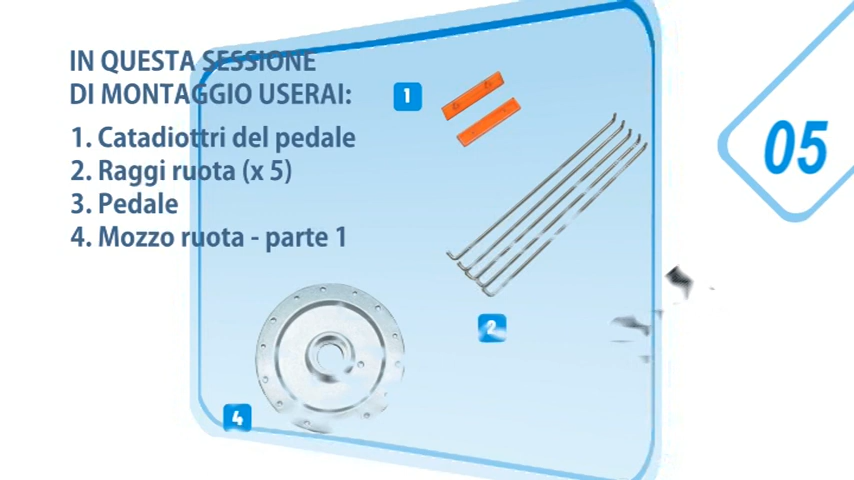 IN QUESTA SESSIONE
DI MONTAGGIO USERAI:
1. Catadiottri del pedale
2. Raggi ruota (x 5)
3. Pedale
4. Mozzo ruota - parte 1
1
05
2
4